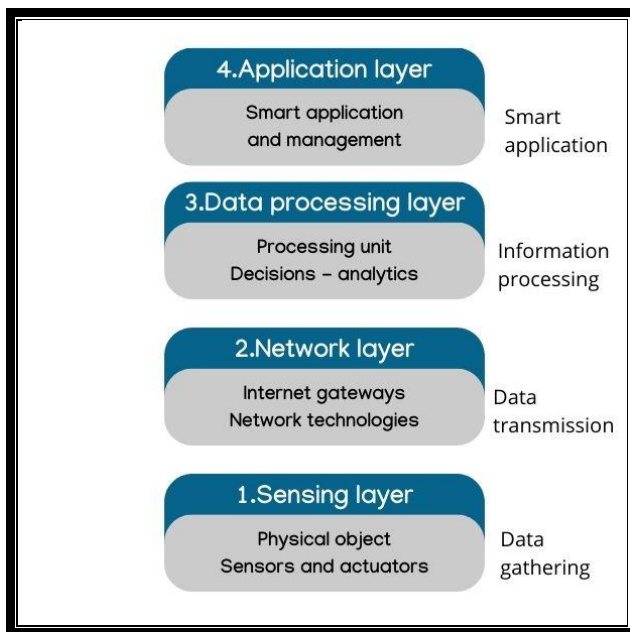 4.Application layer
Smart application
and management
Smart
application
3.Data processing layer
Processing unit
Decisions – analytics
Information
processing
2.Network layer
Internet gateways
Network technologies
Data
transmission
1.Sensing layer
Physical object
Sensors and actuators
Data
gathering